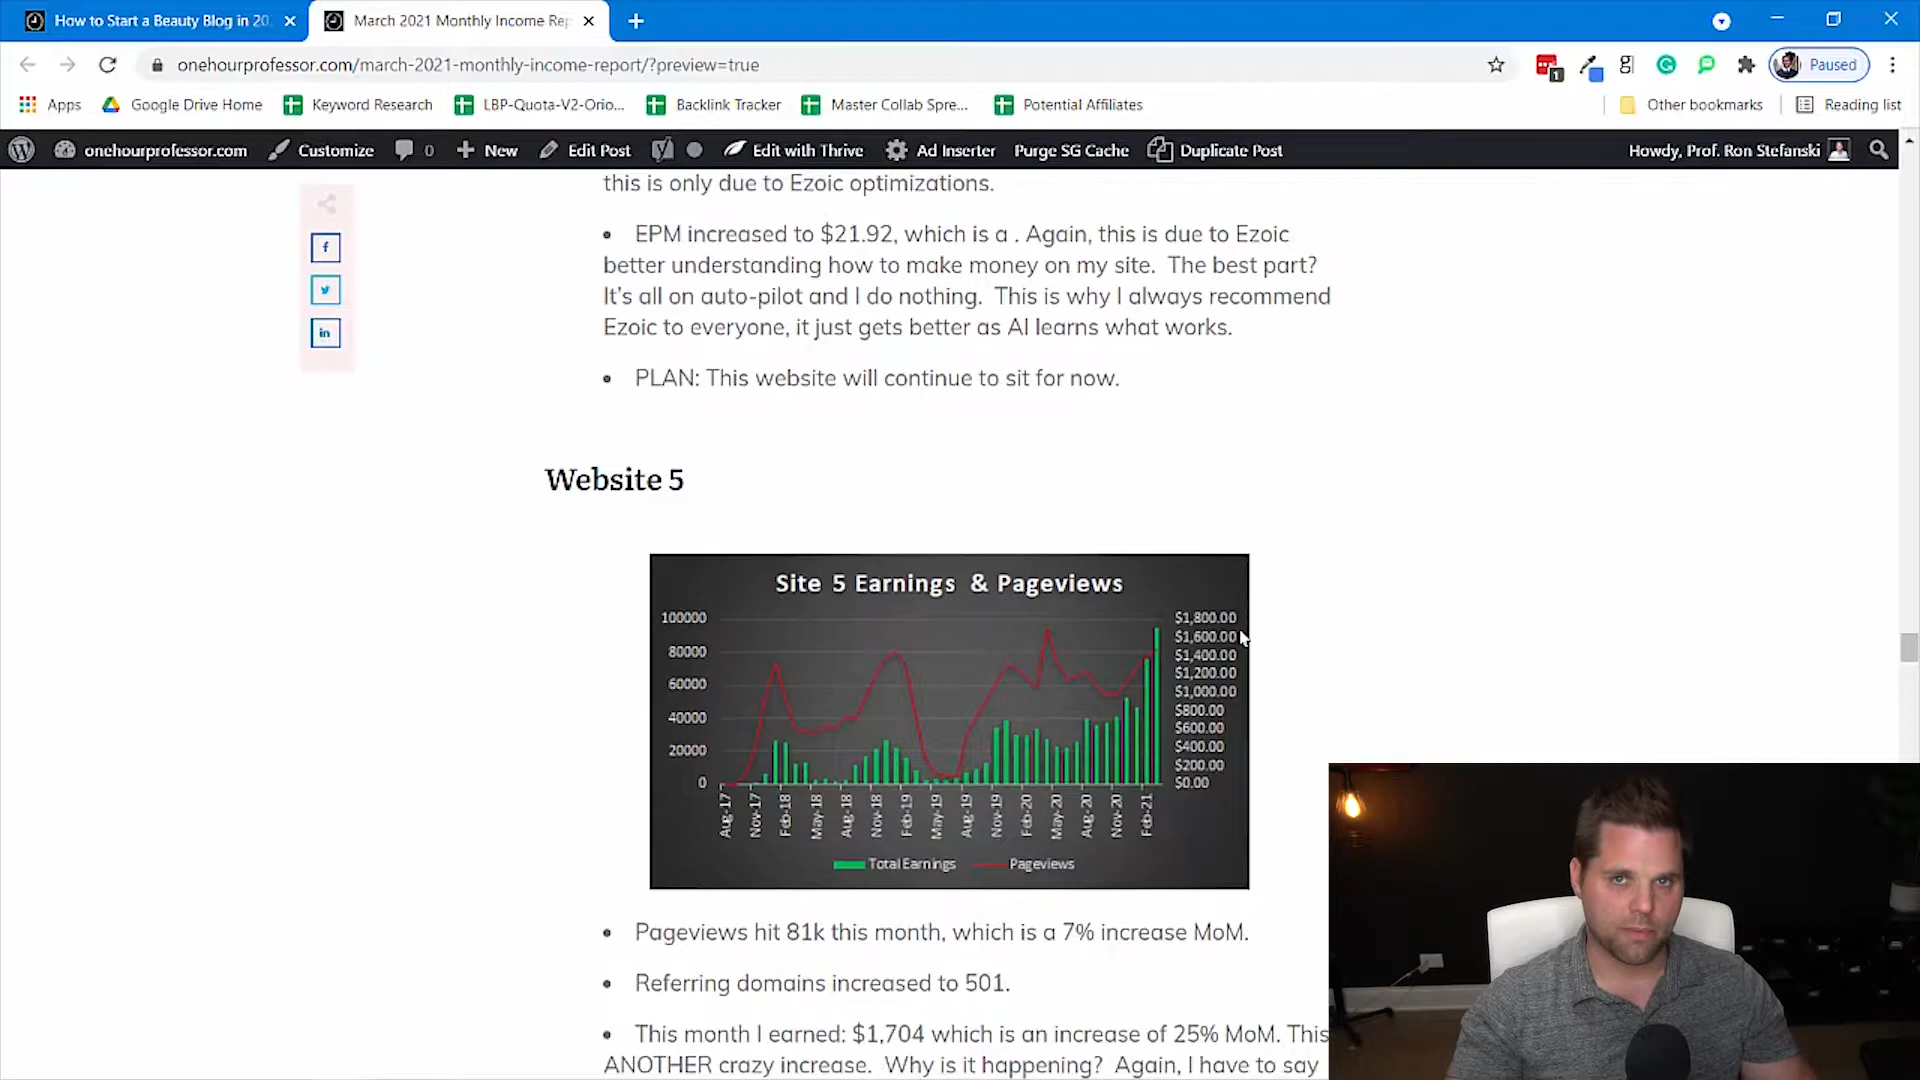 How to Start a Beauty Blog in 20
March 2021 Monthly Income Rep
onehourprofessor.com/march-2021-monthly-income-report/?preview=true
1
g|
Paused
Apps
Google Drive Home
Keyword Research
LBP-Quota-V2-Orio...
Backlink Tracker
Master Collab Spre...
Potential Affiliates
Other bookmarks
Reading list
onehourprofessor.com
Customize
0
New
Edit Post
Edit with Thrive
Ad Inserter
Purge SG Cache
Duplicate Post
Howdy, Prof. Ron Stefanski
this is only due to Ezoic optimizations.
• EPM increased to $21.92, which is a . Again, this is due to Ezoic
better understanding how to make money on my site. The best part?
It's all on auto-pilot and I do nothing. This is why I always recommend
Ezoic to everyone, it just gets better as AI learns what works.
• PLAN: This website will continue to sit for now.
f
in
Website 5
Site 5 Earnings & Pageviews
100000
80000
60000
40000
20000
0
$1,800.00
$1,600.00
$1,400.00
$1,200.00
$1,000.00
$800.00
$600.00
$400.00
$200.00
$0.00
Aug-17
Nov-17
Feb-18
May-18
Aug-18
Nov-18
Feb-19
May-19
Aug-19
Nov-19
Feb-20
May-20
Aug-20
Nov-20
Feb-21
Total Earnings
Pageviews
• Pageviews hit 81k this month, which is a 7% increase MoM.
• Referring domains increased to 501.
• This month I earned: $1,704 which is an increase of 25% MoM. This
ANOTHER crazy increase. Why is it happening? Again, I have to say